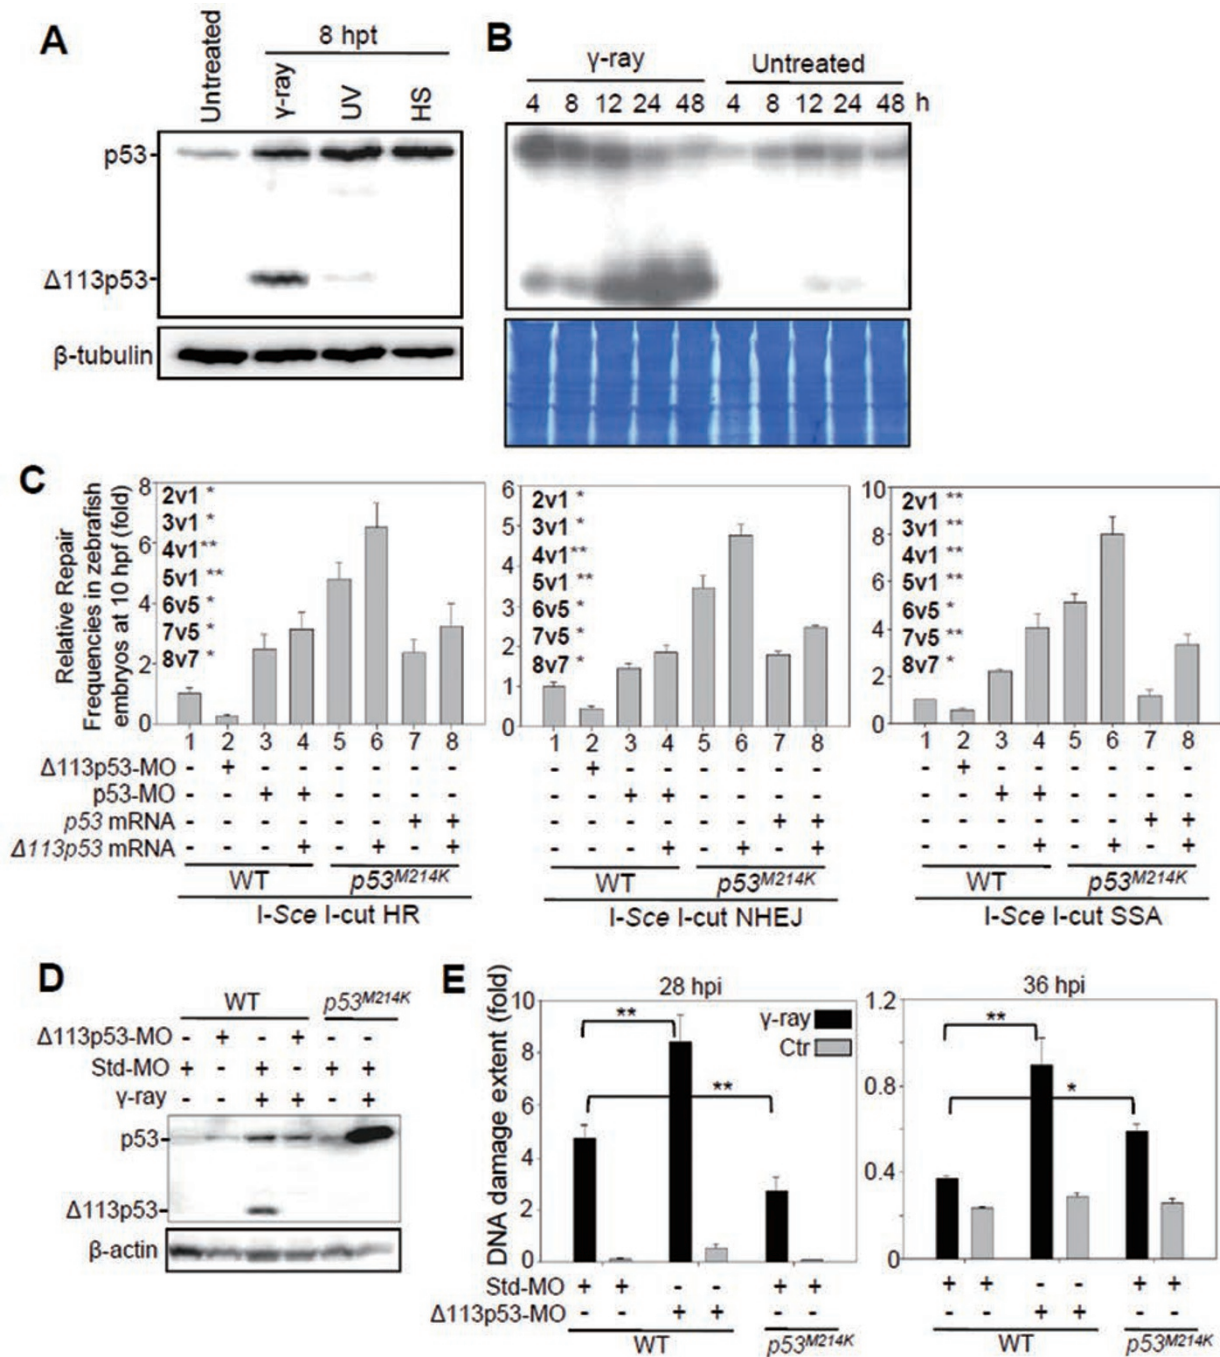 A
8 hpt
Untreated
γ-ray
UV
HS
p53
Δ113p53
β-tubulin
B
γ-ray Untreated
4 8 12 24 48 4 8 12 24 48 h
C
Relative Repair
Frequencies in zebrafish
embryos at 10 hpf (fold)
8
6
4
2
0
2v1 *
3v1 *
4v1 **
5v1 **
6v5 *
7v5 *
8v7 *
1 2 3 4 5 6 7 8
6
5
4
3
2
1
0
2v1 *
3v1 *
4v1 **
5v1 **
6v5 *
7v5 *
8v7 *
1 2 3 4 5 6 7 8
10
8
6
4
2
0
2v1 **
3v1 **
4v1 **
5v1 **
6v5 *
7v5 **
8v7 *
1 2 3 4 5 6 7 8
Δ113p53-MO - + - - - - - - - + - - - - - - - + - - - - - -
p53-MO - - + + - - - - - - + + - - - - - - + + - - - -
p53 mRNA - - - - - - + + - - - - - - + + - - - - - - + +
Δ113p53 mRNA - - - + - + - + - - - + - + - + - - - + - + - +
WT p53M214K WT p53M214K WT p53M214K
I-Sce I-cut HR I-Sce I-cut NHEJ I-Sce I-cut SSA
D
WT p53M214K
Δ113p53-MO - + - + - -
Std-MO + - + - + +
γ-ray - - + + - +
p53
Δ113p53
β-actin
E
DNA damage extent (fold)
28 hpi
10
8
6
4
2
0
**
**
γ-ray
Ctr
36 hpi
1.2
0.8
0.4
0
**
*
Std-MO + + - - + + + + - - + +
Δ113p53-MO - - + + - - - - + + - -
WT p53M214K WT p53M214K